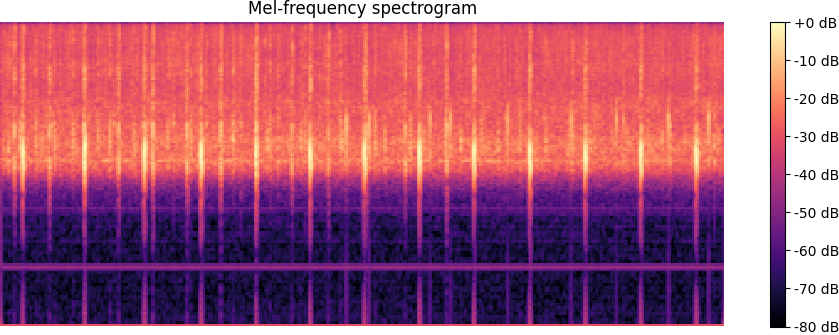 Mel-frequency spectrogram
+0 dB
-10 dB
-20 dB
-30 dB
-40 dB
-50 dB
-60 dB
-70 dB
-80 dB